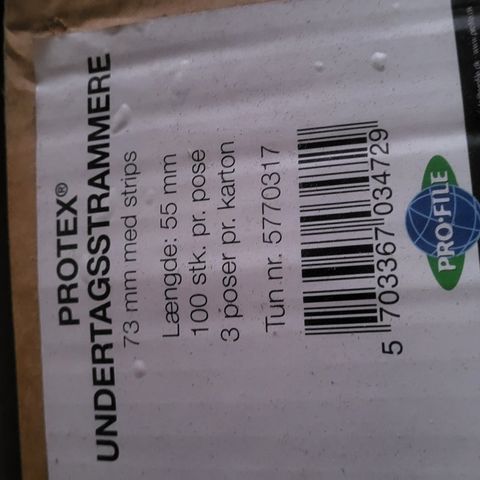 PROTEX®
UNDERTAGSSTRAMMERE
73 mm med strips
Længde: 55 mm
100 stk. pr. pose
3 poser pr. karton
Tun nr. 5770317
5 703367 034729
PRO·FILE